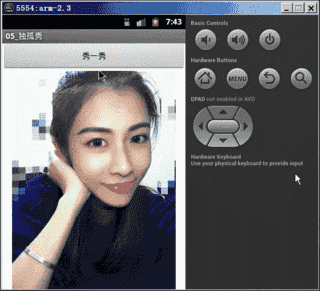 5554:arm-2.3
7:43
05_独孤秀
秀一秀
Basic Controls
Hardware Buttons
MENU
DPAD not enabled in AVD
Hardware Keyboard
Use your physical keyboard to provide input